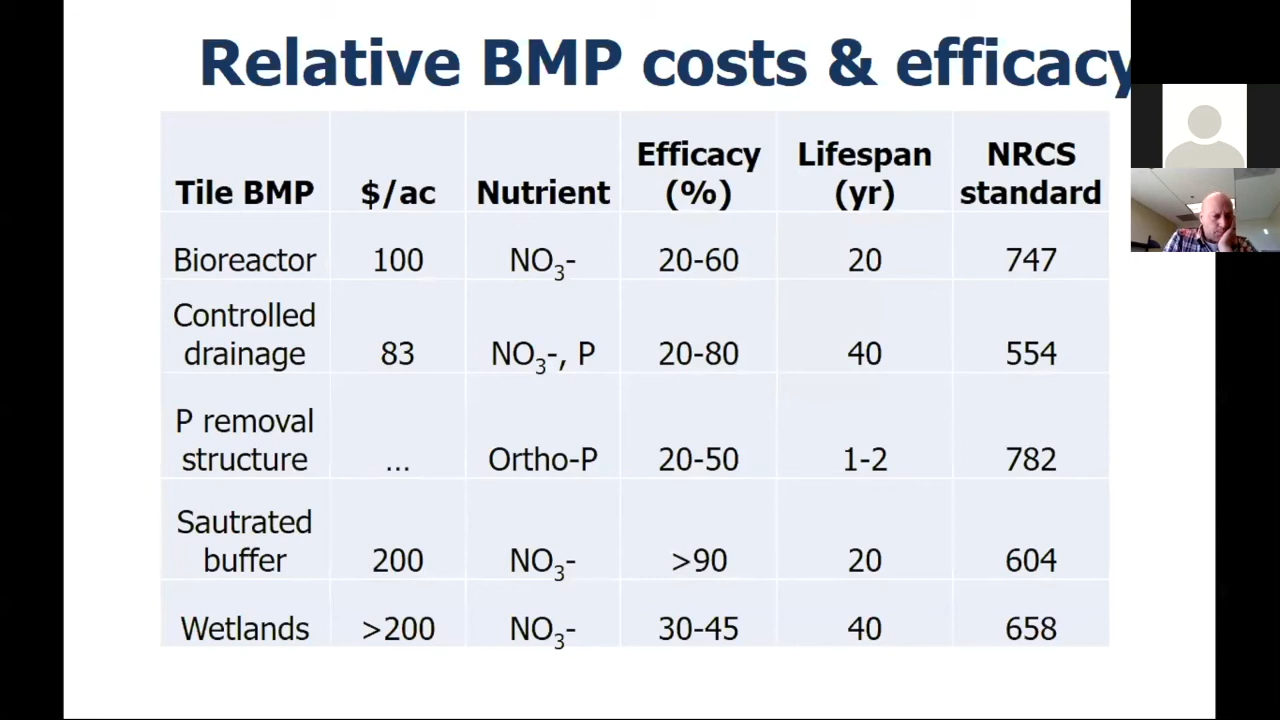 Relative BMP costs & efficacy
Tile BMP $/ac Nutrient Efficacy (%) Lifespan (yr) NRCS standard
Bioreactor 100 NO₃- 20-60 20 747
Controlled drainage 83 NO₃-, P 20-80 40 554
P removal structure ... Ortho-P 20-50 1-2 782
Sautrated buffer 200 NO₃- >90 20 604
Wetlands >200 NO₃- 30-45 40 658